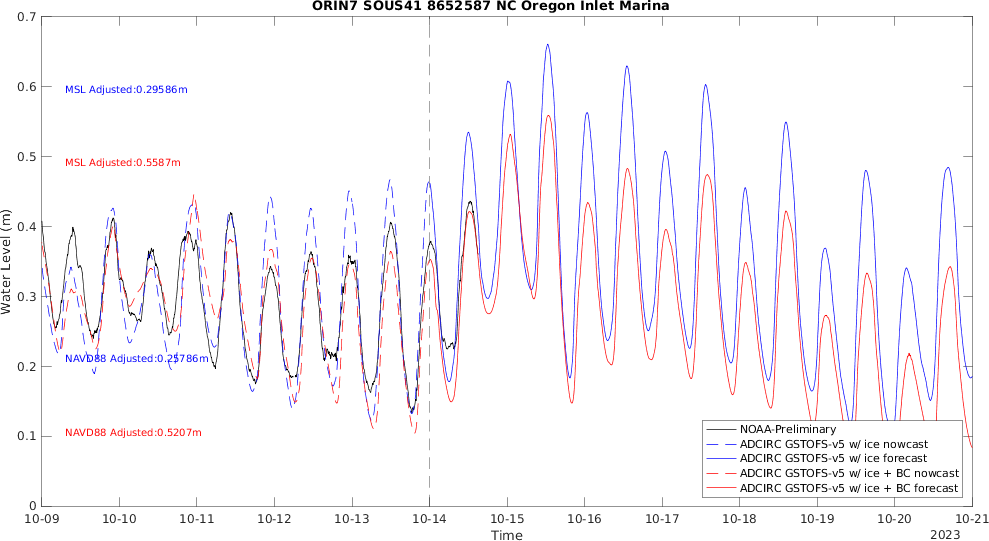 ORIN7 SOUS41 8652587 NC Oregon Inlet Marina
0.7
0.6
0.5
0.4
0.3
0.2
0.1
0
Water Level (m)
MSL Adjusted:0.29586m
MSL Adjusted:0.5587m
NAVD88 Adjusted:0.25786m
NAVD88 Adjusted:0.5207m
NOAA-Preliminary
ADCIRC GSTOFS-v5 w/ ice nowcast
ADCIRC GSTOFS-v5 w/ ice forecast
ADCIRC GSTOFS-v5 w/ ice + BC nowcast
ADCIRC GSTOFS-v5 w/ ice + BC forecast
10-09 10-10 10-11 10-12 10-13 10-14 10-15 10-16 10-17 10-18 10-19 10-20 10-21
Time
2023